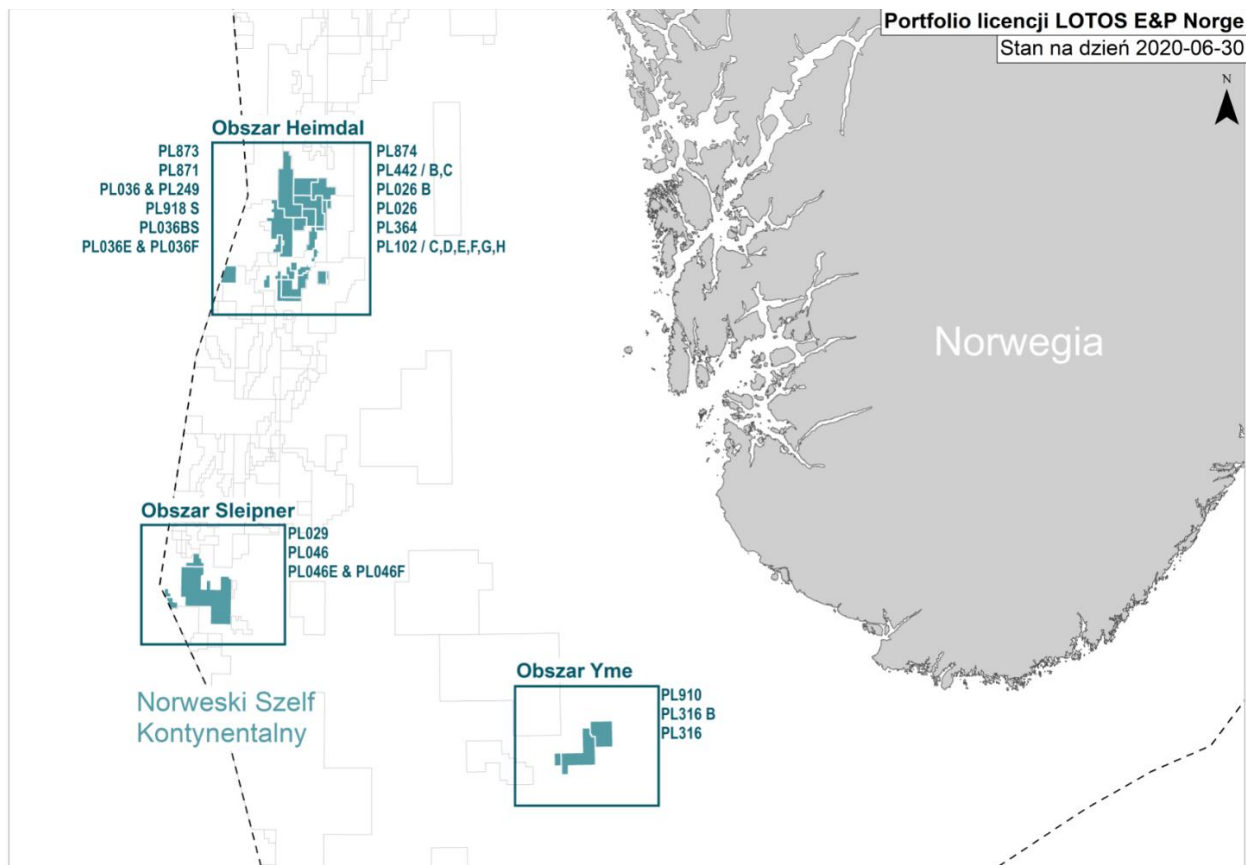 Portfolio licencji LOTOS E&P Norge
Stan na dzień 2020-06-30
N
Obszar Heimdal
PL873
PL871
PL036 & PL249
PL918 S
PL036BS
PL036E & PL036F
PL874
PL442 / B,C
PL026 B
PL026
PL364
PL102 / C,D,E,F,G,H
Norwegia
Obszar Sleipner
PL029
PL046
PL046E & PL046F
Norweski Szelf
Kontynentalny
Obszar Yme
PL910
PL316 B
PL316